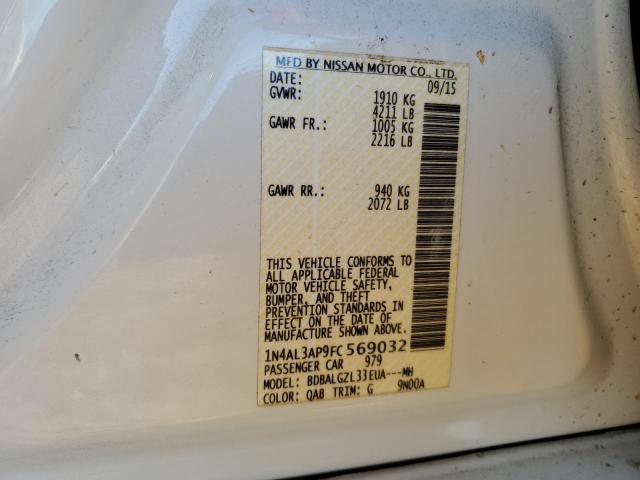 MFD BY NISSAN MOTOR CO., LTD.
DATE: 09/15
GVWR: 1910 KG
4211 LB
GAWR FR.: 1005 KG
2216 LB
GAWR RR.: 940 KG
2072 LB
THIS VEHICLE CONFORMS TO
ALL APPLICABLE FEDERAL
MOTOR VEHICLE SAFETY,
BUMPER, AND THEFT
PREVENTION STANDARDS IN
EFFECT ON THE DATE OF
MANUFACTURE SHOWN ABOVE.
1N4AL3AP9FC569032
PASSENGER CAR 979
MODEL: BDBALGZL33EUA---MH
COLOR: QAB TRIM: G 9N00A